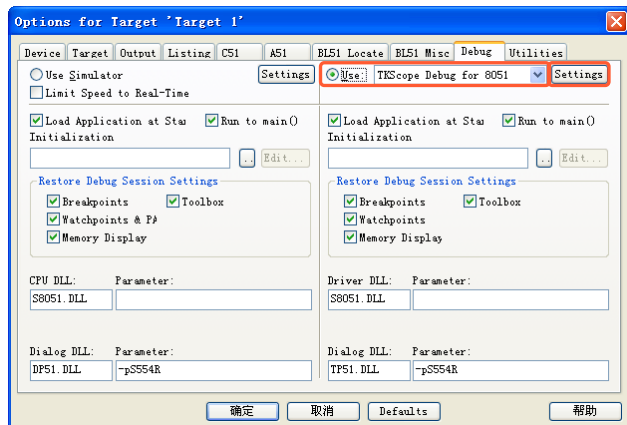 Options for Target 'Target 1'
Device Target Output Listing C51 A51 BL51 Locate BL51 Misc Debug Utilities
Use Simulator Settings Use: TKScope Debug for 8051 Settings
Limit Speed to Real-Time
Load Application at Star Run to main() Load Application at Star Run to main()
Initialization Initialization
.. Edit... .. Edit...
Restore Debug Session Settings Restore Debug Session Settings
Breakpoints Toolbox Breakpoints Toolbox
Watchpoints & PA Watchpoints
Memory Display Memory Display
CPU DLL: Parameter: Driver DLL: Parameter:
S8051.DLL S8051.DLL
Dialog DLL: Parameter: Dialog DLL: Parameter:
DP51.DLL -pS554R TP51.DLL -pS554R
确定 取消 Defaults 帮助